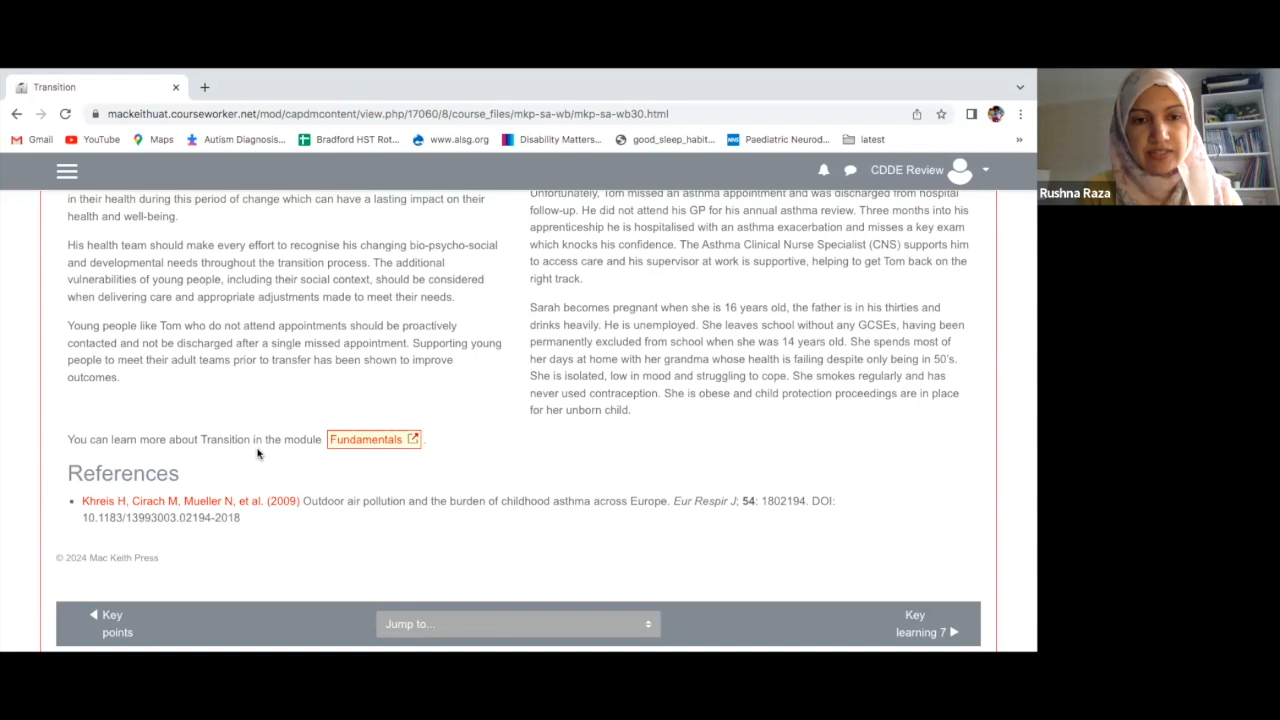 Transition
mackeithuat.courseworker.net/mod/capdmcontent/view.php/17060/8/course_files/mkp-sa-wb/mkp-sa-wb30.html
Gmail
YouTube
Maps
Autism Diagnosis...
Bradford HST Rot...
www.alsg.org
Disability Matters...
good_sleep_habit...
Paediatric Neurod...
latest
CDDE Review
Rushna Raza
in their health during this period of change which can have a lasting impact on their
health and well-being.
His health team should make every effort to recognise his changing bio-psycho-social
and developmental needs throughout the transition process. The additional
vulnerabilities of young people, including their social context, should be considered
when delivering care and appropriate adjustments made to meet their needs.
Young people like Tom who do not attend appointments should be proactively
contacted and not be discharged after a single missed appointment. Supporting young
people to meet their adult teams prior to transfer has been shown to improve
outcomes.
Unfortunately, Tom missed an asthma appointment and was discharged from hospital
follow-up. He did not attend his GP for his annual asthma review. Three months into his
apprenticeship he is hospitalised with an asthma exacerbation and misses a key exam
which knocks his confidence. The Asthma Clinical Nurse Specialist (CNS) supports him
to access care and his supervisor at work is supportive, helping to get Tom back on the
right track.
Sarah becomes pregnant when she is 16 years old, the father is in his thirties and
drinks heavily. He is unemployed. She leaves school without any GCSEs, having been
permanently excluded from school when she was 14 years old. She spends most of
her days at home with her grandma whose health is failing despite only being in 50's.
She is isolated, low in mood and struggling to cope. She smokes regularly and has
never used contraception. She is obese and child protection proceedings are in place
for her unborn child.
You can learn more about Transition in the module Fundamentals .
References
• Khreis H, Cirach M, Mueller N, et al. (2009) Outdoor air pollution and the burden of childhood asthma across Europe. Eur Respir J; 54: 1802194. DOI:
10.1183/13993003.02194-2018
© 2024 Mac Keith Press
Key
points
Jump to...
Key
learning 7